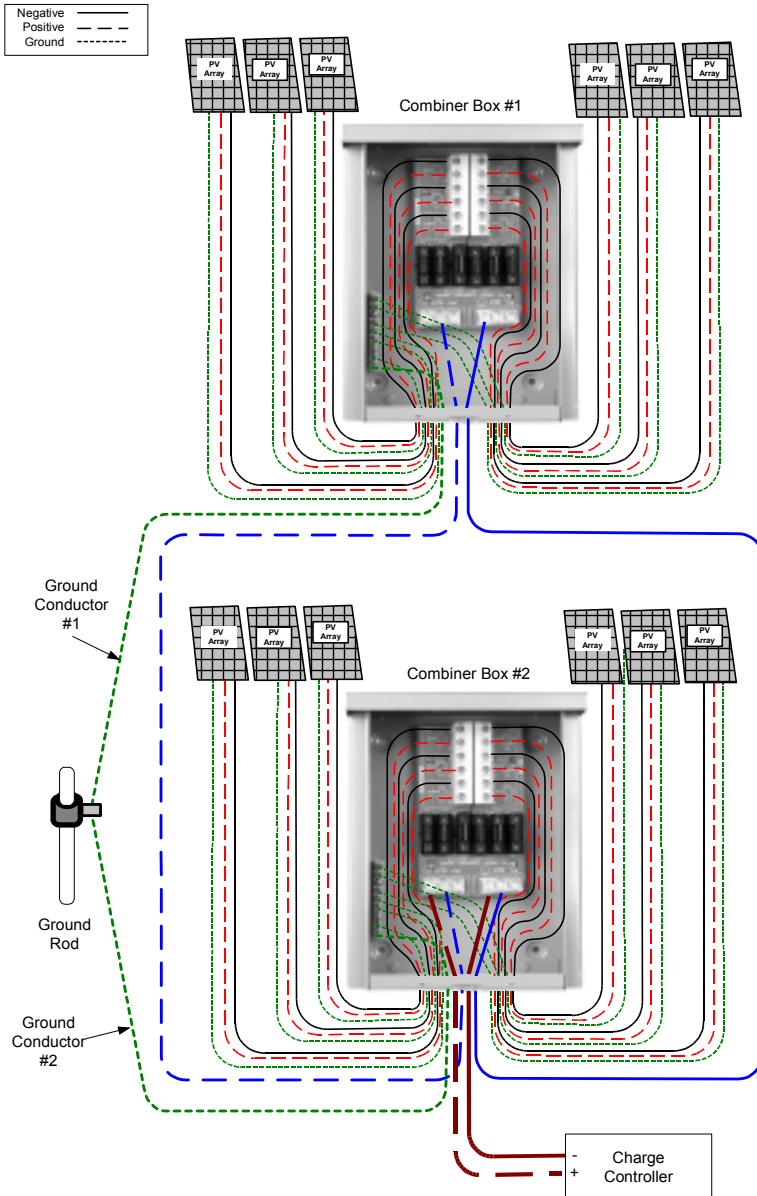 Negative
Positive
Ground
PV
Array
PV
Array
PV
Array
PV
Array
PV
Array
PV
Array
Combiner Box #1
Ground
Conductor
#1
PV
Array
PV
Array
PV
Array
PV
Array
PV
Array
PV
Array
Combiner Box #2
Ground
Rod
Ground
Conductor
#2
-
+
Charge
Controller